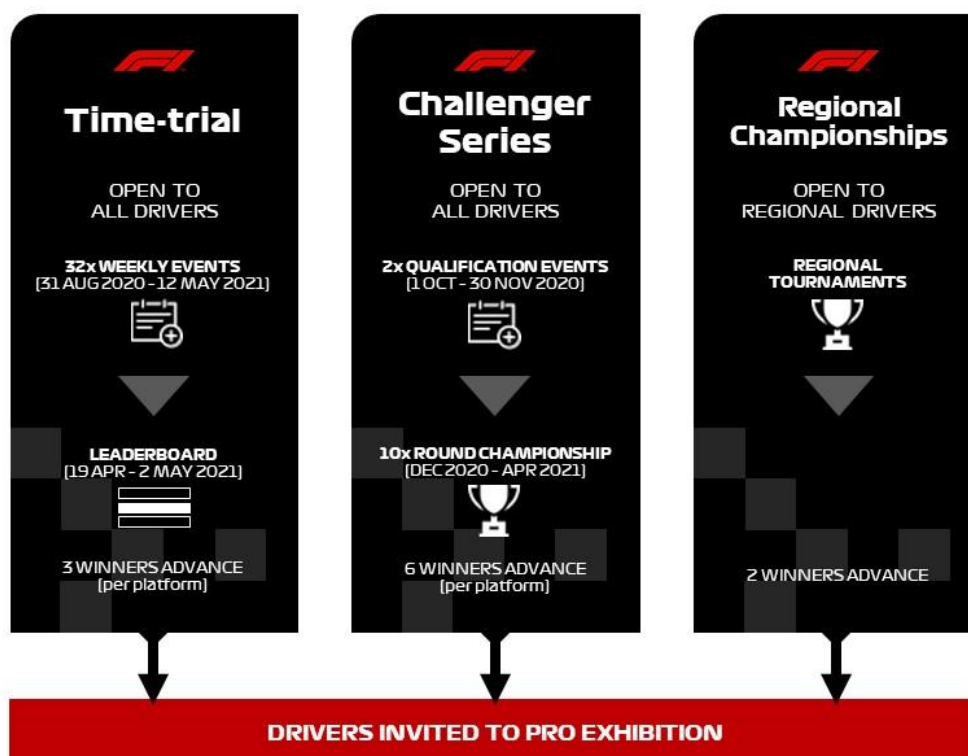 F1
Time-trial
OPEN TO
ALL DRIVERS
32x WEEKLY EVENTS
(31 AUG 2020 - 12 MAY 2021)
LEADERBOARD
(19 APR - 2 MAY 2021)
3 WINNERS ADVANCE
(per platform)
F1
Challenger
Series
OPEN TO
ALL DRIVERS
2x QUALIFICATION EVENTS
(1 OCT - 30 NOV 2020)
10x ROUND CHAMPIONSHIP
(DEC 2020 - APR 2021)
6 WINNERS ADVANCE
(per platform)
F1
Regional
Championships
OPEN TO
REGIONAL DRIVERS
REGIONAL
TOURNAMENTS
2 WINNERS ADVANCE
DRIVERS INVITED TO PRO EXHIBITION